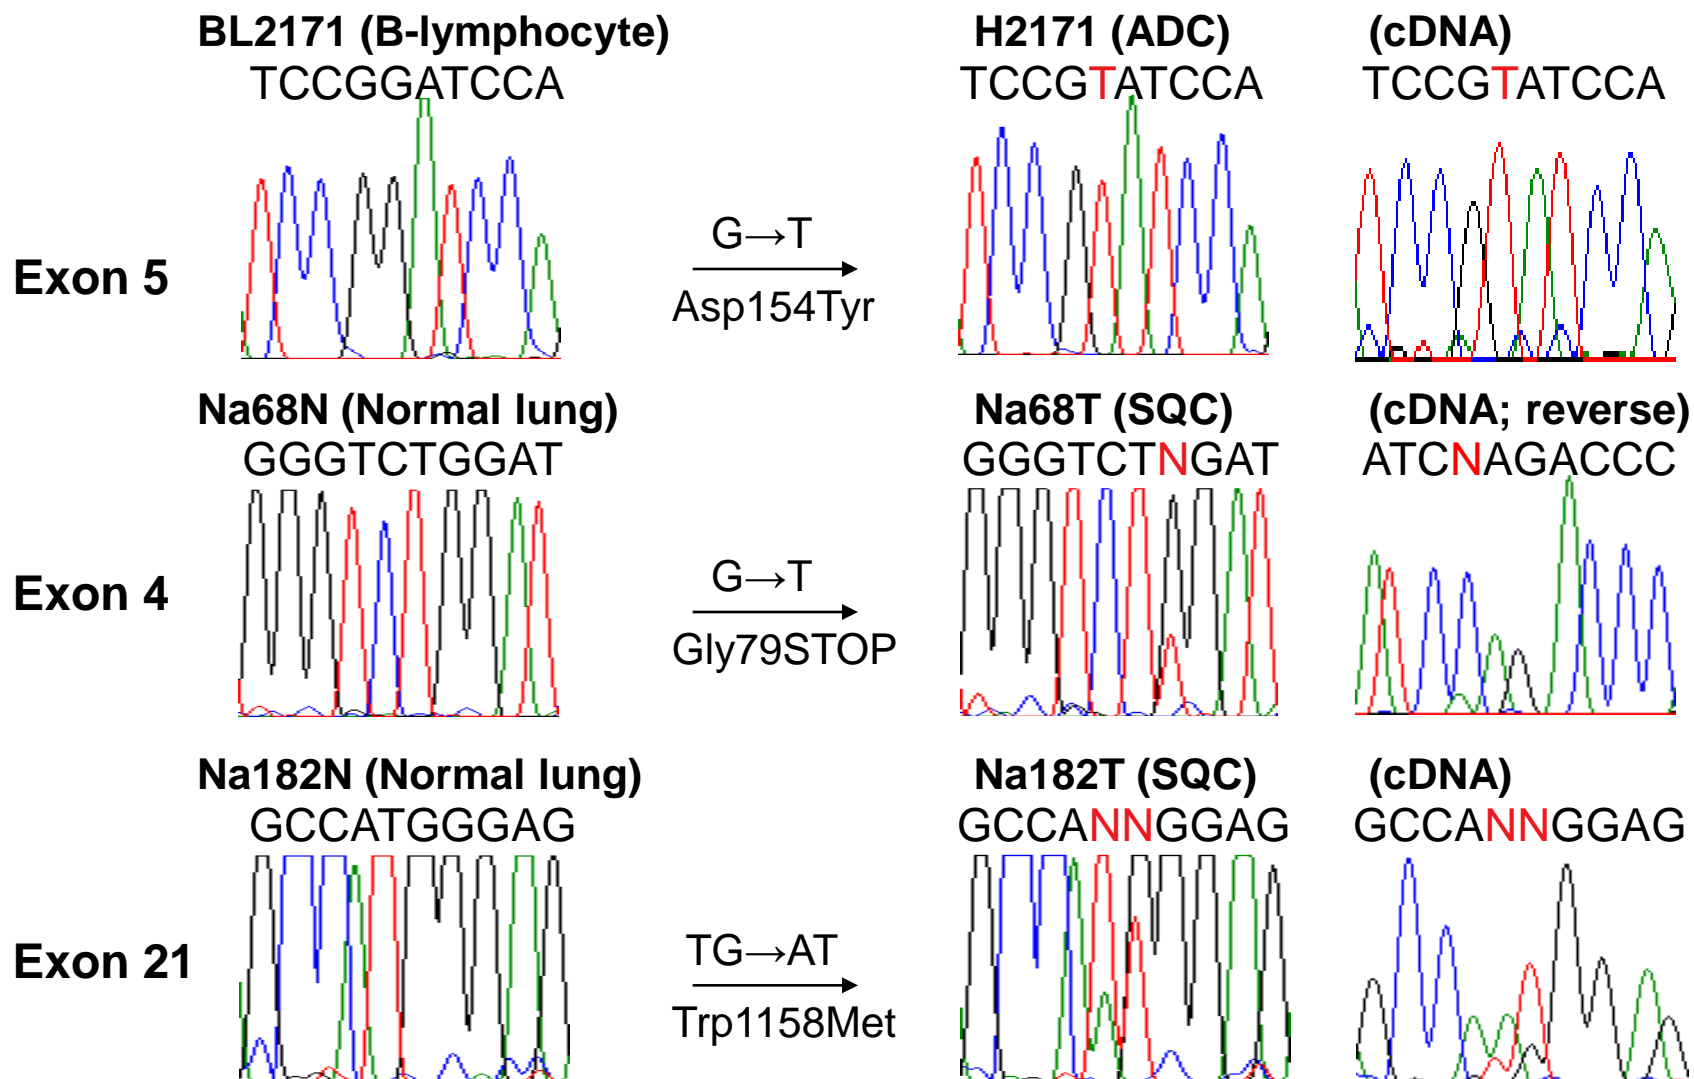 BL2171 (B-lymphocyte)
H2171 (ADC)
(cDNA)
TCCGGATCCA
TCCGTATCCA
TCCGTATCCA
Exon 5
G→T
Asp154Tyr
Na68N (Normal lung)
Na68T (SQC)
(cDNA; reverse)
GGGTCTGGAT
GGGTCTNGAT
ATCNAGACCC
Exon 4
G→T
Gly79STOP
Na182N (Normal lung)
Na182T (SQC)
(cDNA)
GCCATGGGAG
GCCANNGGAG
GCCANNGGAG
Exon 21
TG→AT
Trp1158Met